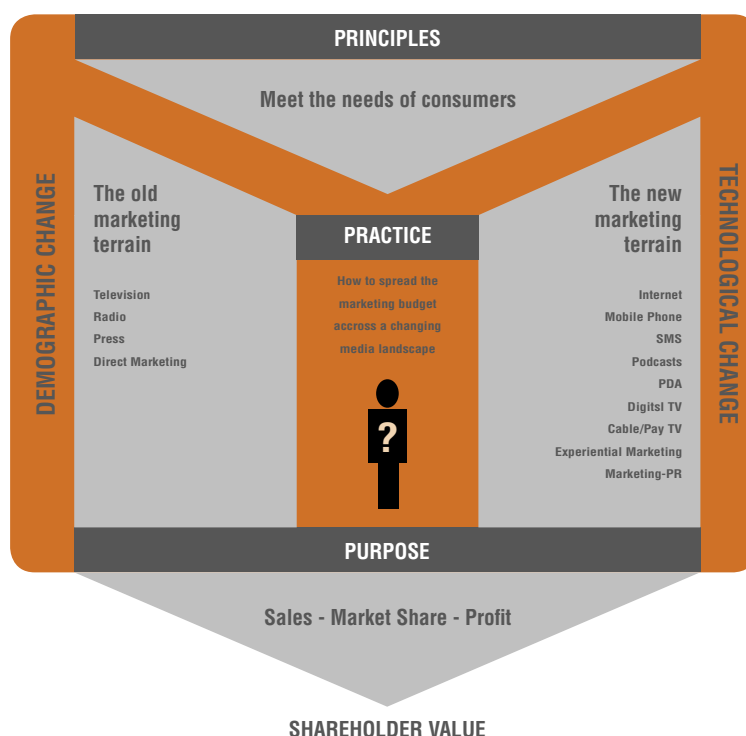 PRINCIPLES
Meet the needs of consumers
DEMOGRAPHIC CHANGE
The old
marketing
terrain
Television
Radio
Press
Direct Marketing
PRACTICE
How to spread the
marketing budget
accross a changing
media landscape
?
The new
marketing
terrain
Internet
Mobile Phone
SMS
Podcasts
PDA
Digitsl TV
Cable/Pay TV
Experiential Marketing
Marketing-PR
TECHNOLOGICAL CHANGE
PURPOSE
Sales - Market Share - Profit
SHAREHOLDER VALUE